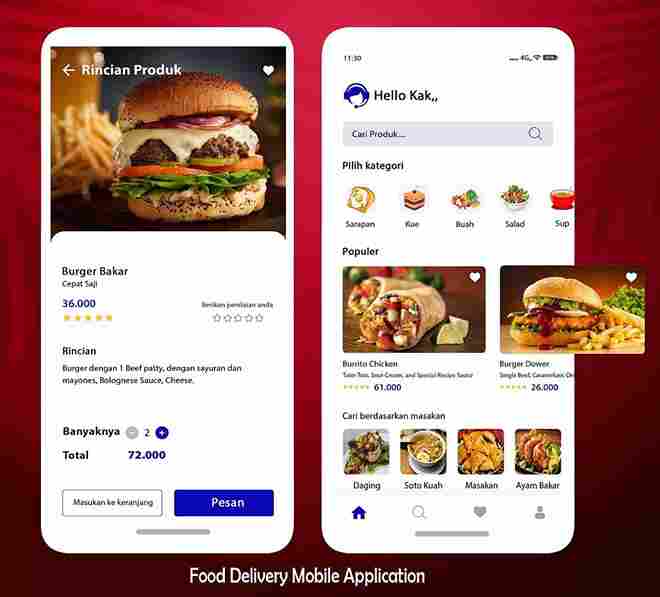 Rincian Produk
Burger Bakar
Cepat Saji
36.000
Berikan penilaian anda
Rincian
Burger dengan 1 Beef patty, dengan sayuran dan
mayones, Bolognese Sauce, Cheese.
Banyaknya 2
Total 72.000
Masukan ke keranjang
Pesan
11:30
4G
Hello Kak,,
Cari Produk...
Pilih kategori
Sarapan Kue Buah Salad Sup
Populer
Burrito Chicken
Tater Tots, Sour Cream, and Special Recipe Sauce
61.000
Burger Dower
Single Beef, Caramelizes On
26.000
Cari berdasarkan masakan
Daging Soto Kuah Masakan Ayam Bakar
Food Delivery Mobile Application